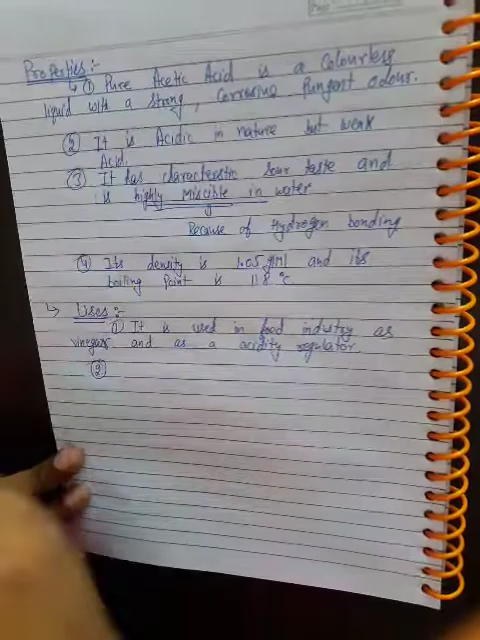 Properties:-
↳ ① Pure Acetic Acid is a Colourless
liquid with a strong, Corrosive Pungent odour.
② It is Acidic in nature but weak
Acid.
③ It has characterestic sour taste and
is highly Miscible in water
Because of Hydrogen bonding
④ Its density is 1.05 g/ml and its
boiling Point is 118 °C
↳ Uses:-
① It is used in food industry as
vinegar and as a acidity regulator
②